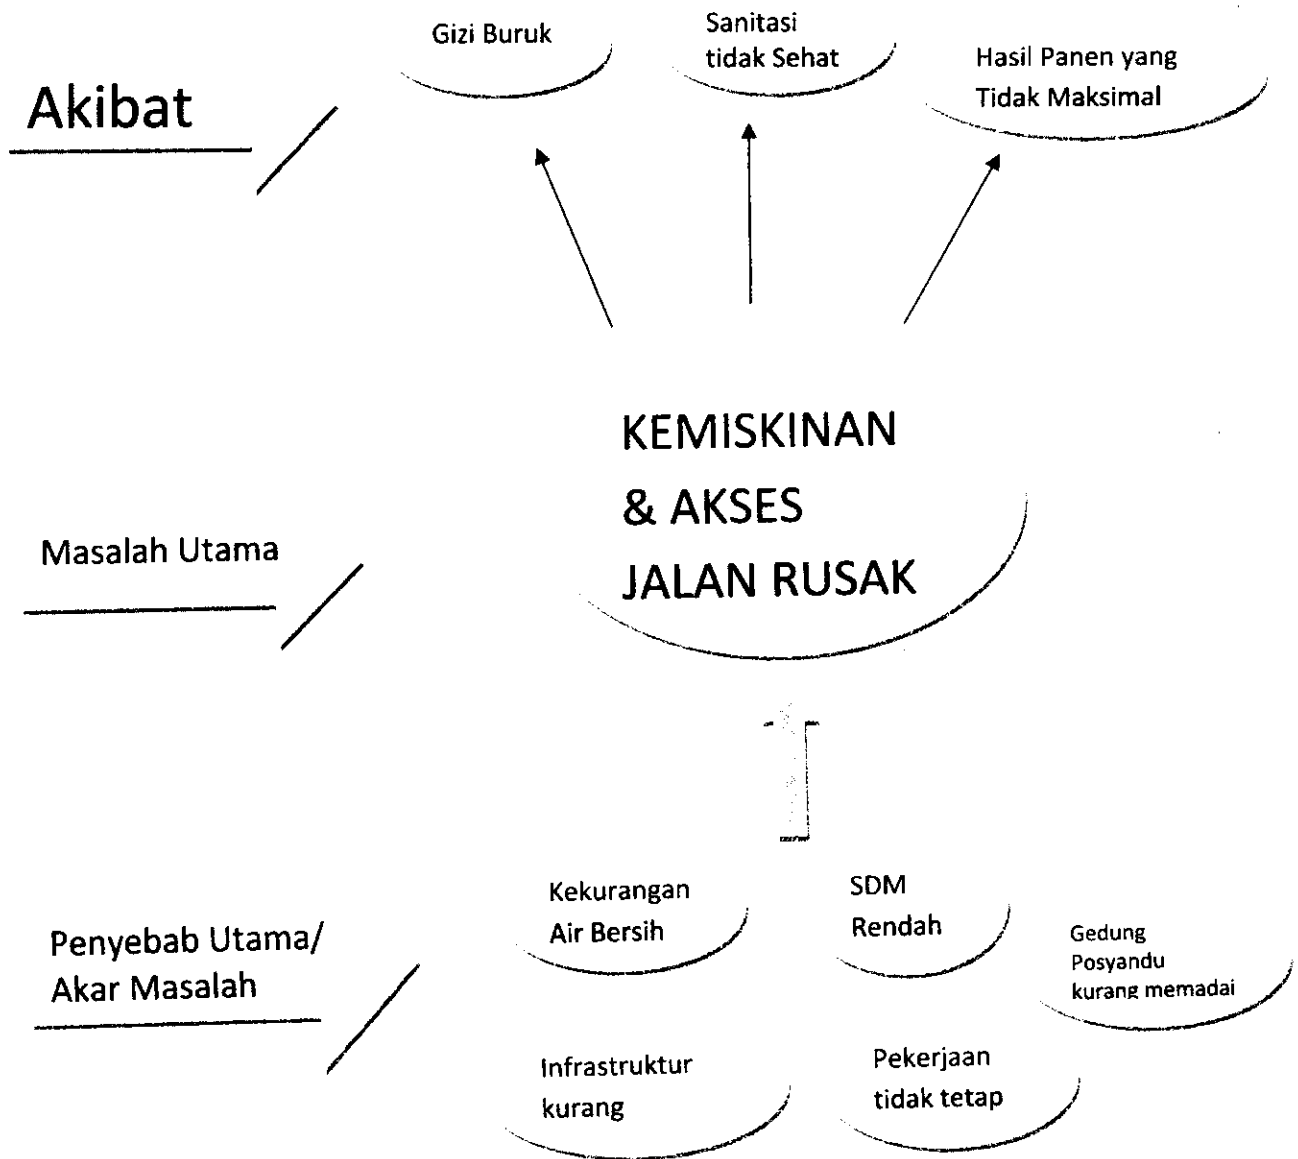 Gizi Buruk
Sanitasi
tidak Sehat
Hasil Panen yang
Tidak Maksimal
Akibat
KEMISKINAN
& AKSES
JALAN RUSAK
Masalah Utama
Kekurangan
Air Bersih
SDM
Rendah
Gedung
Posyandu
kurang memadai
Penyebab Utama/
Akar Masalah
Infrastruktur
kurang
Pekerjaan
tidak tetap